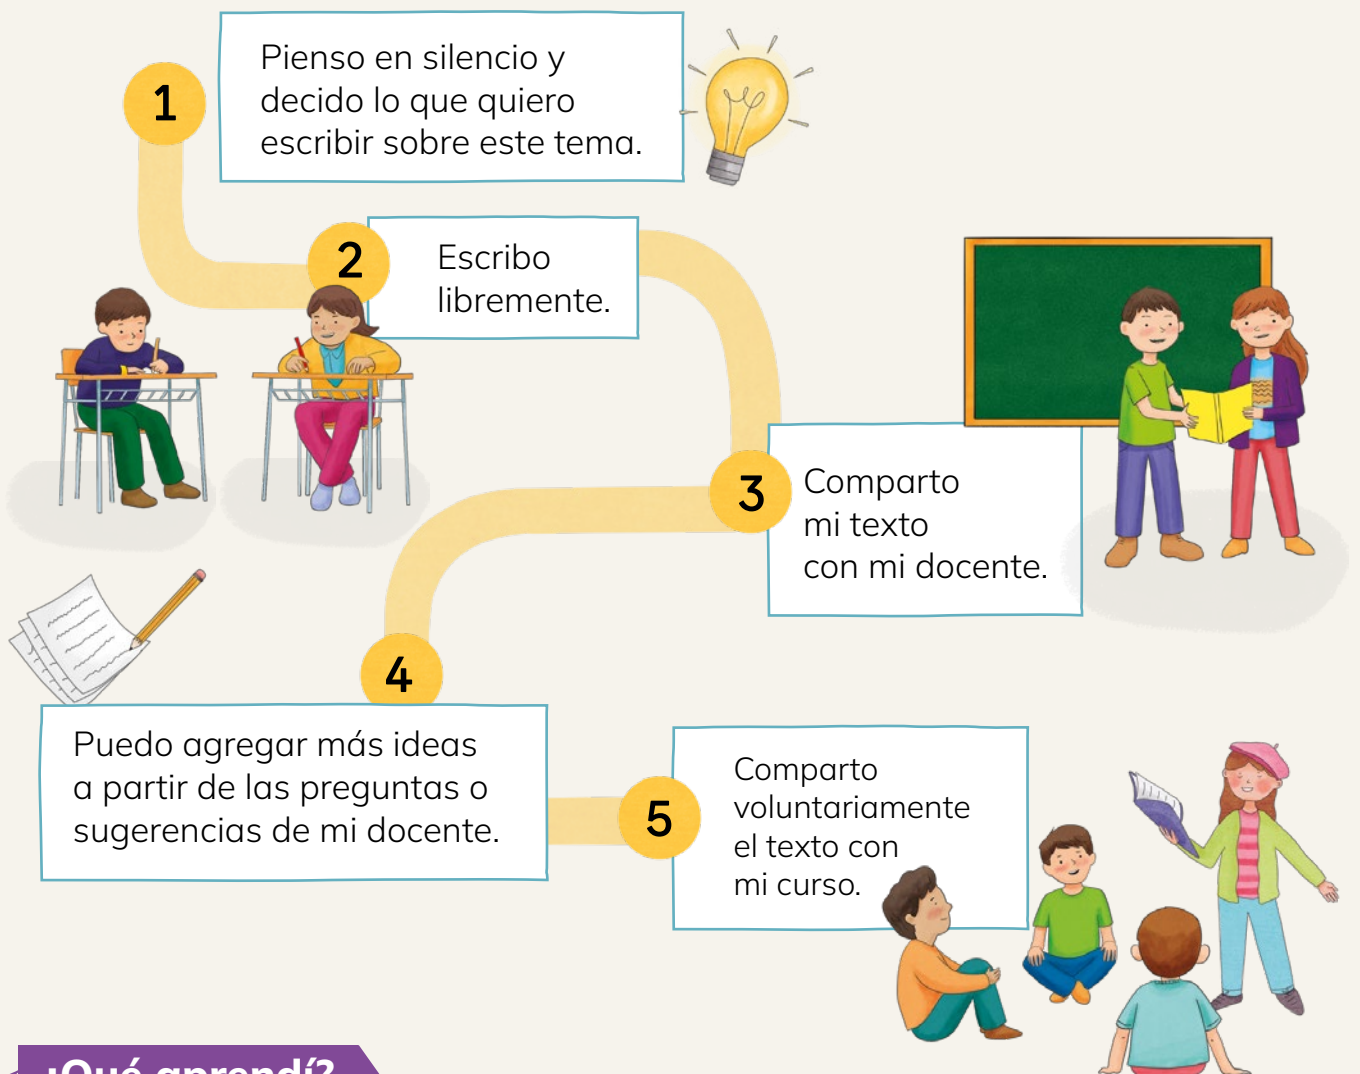 1
Pienso en silencio y
decido lo que quiero
escribir sobre este tema.
2
Escribo
libremente.
3
Comparto
mi texto
con mi docente.
4
Puedo agregar más ideas
a partir de las preguntas o
sugerencias de mi docente.
5
Comparto
voluntariamente
el texto con
mi curso.
¿Qué aprendí?